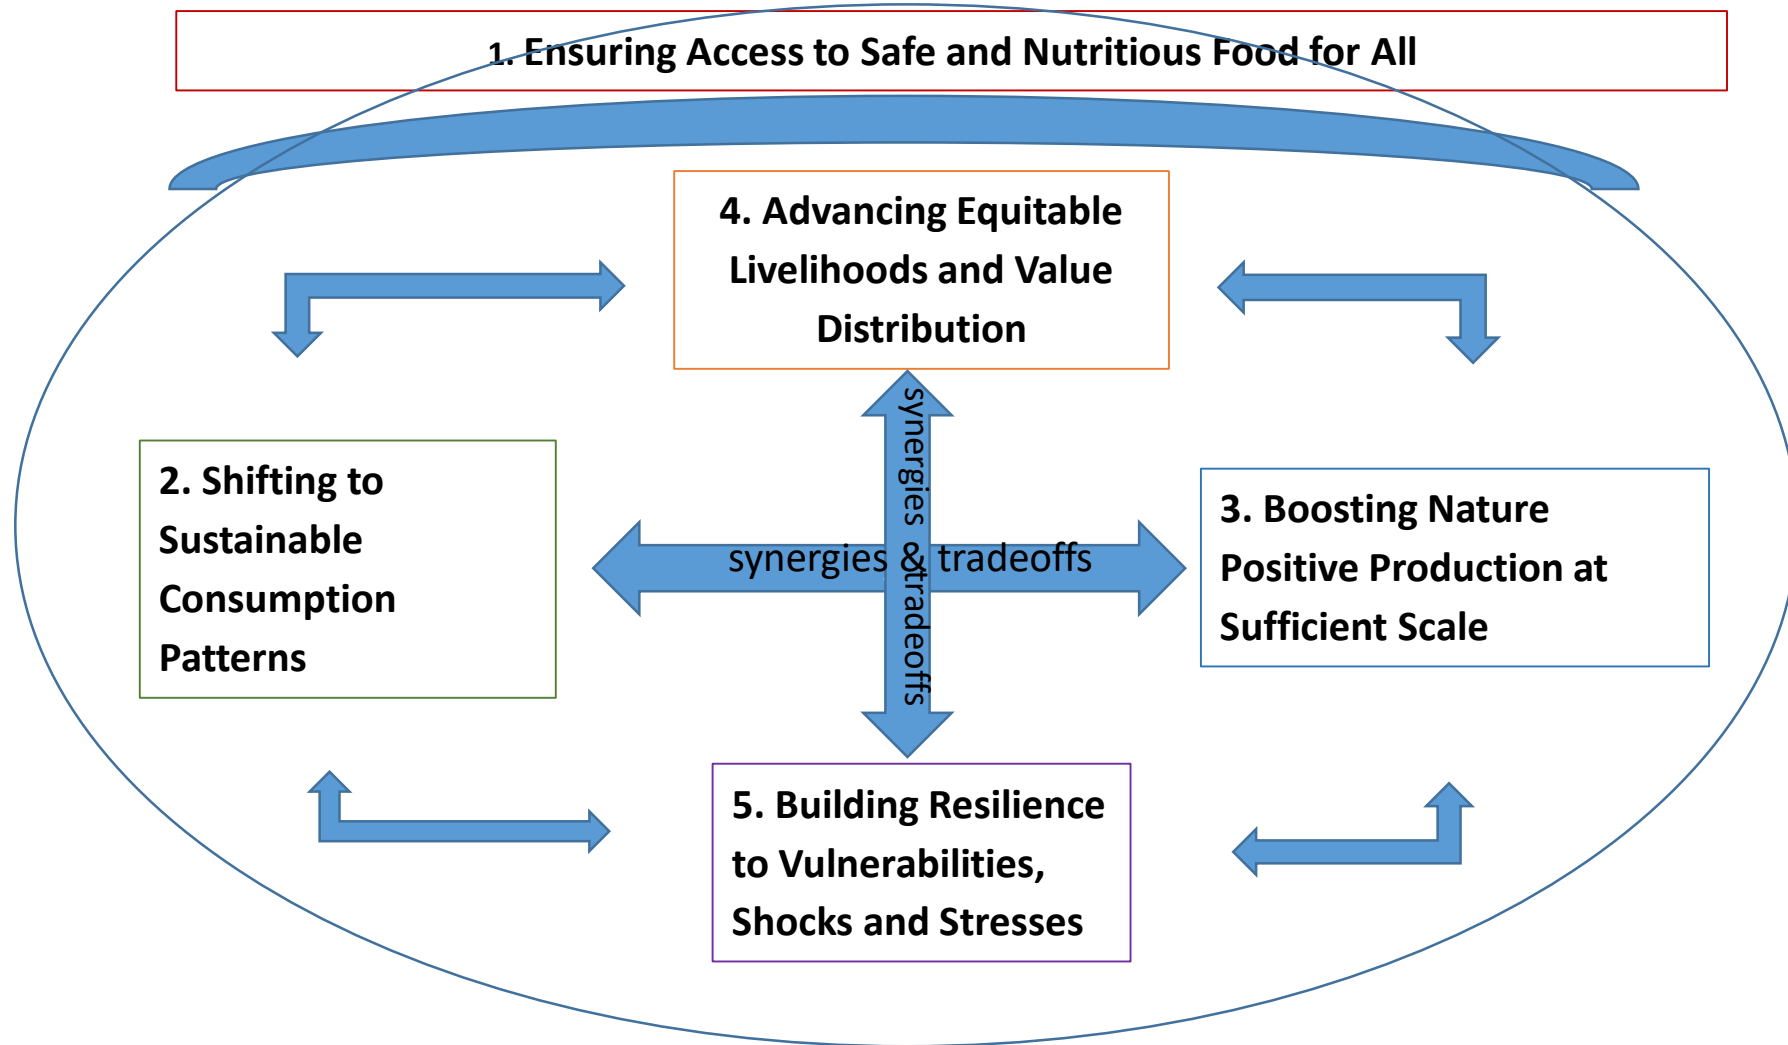 1. Ensuring Access to Safe and Nutritious Food for All
4. Advancing Equitable
Livelihoods and Value
Distribution
2. Shifting to
Sustainable
Consumption
Patterns
synergies & tradeoffs
synergies &tradeoffs
3. Boosting Nature
Positive Production at
Sufficient Scale
5. Building Resilience
to Vulnerabilities,
Shocks and Stresses